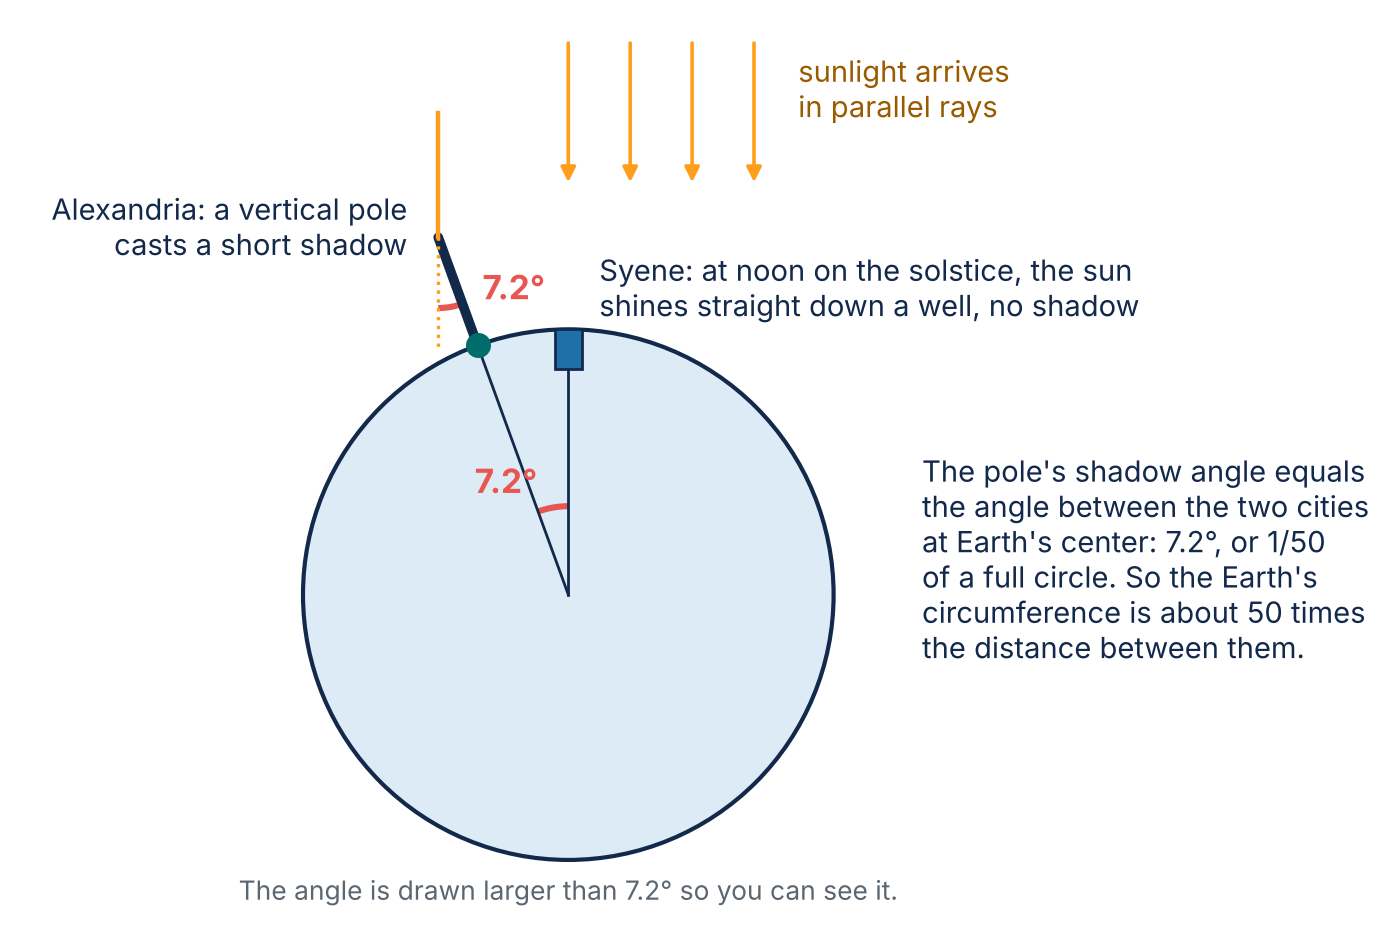 sunlight arrives
in parallel rays
Alexandria: a vertical pole
casts a short shadow
7.2°
Syene: at noon on the solstice, the sun
shines straight down a well, no shadow
7.2°
The pole's shadow angle equals
the angle between the two cities
at Earth's center: 7.2°, or 1/50
of a full circle. So the Earth's
circumference is about 50 times
the distance between them.
The angle is drawn larger than 7.2° so you can see it.